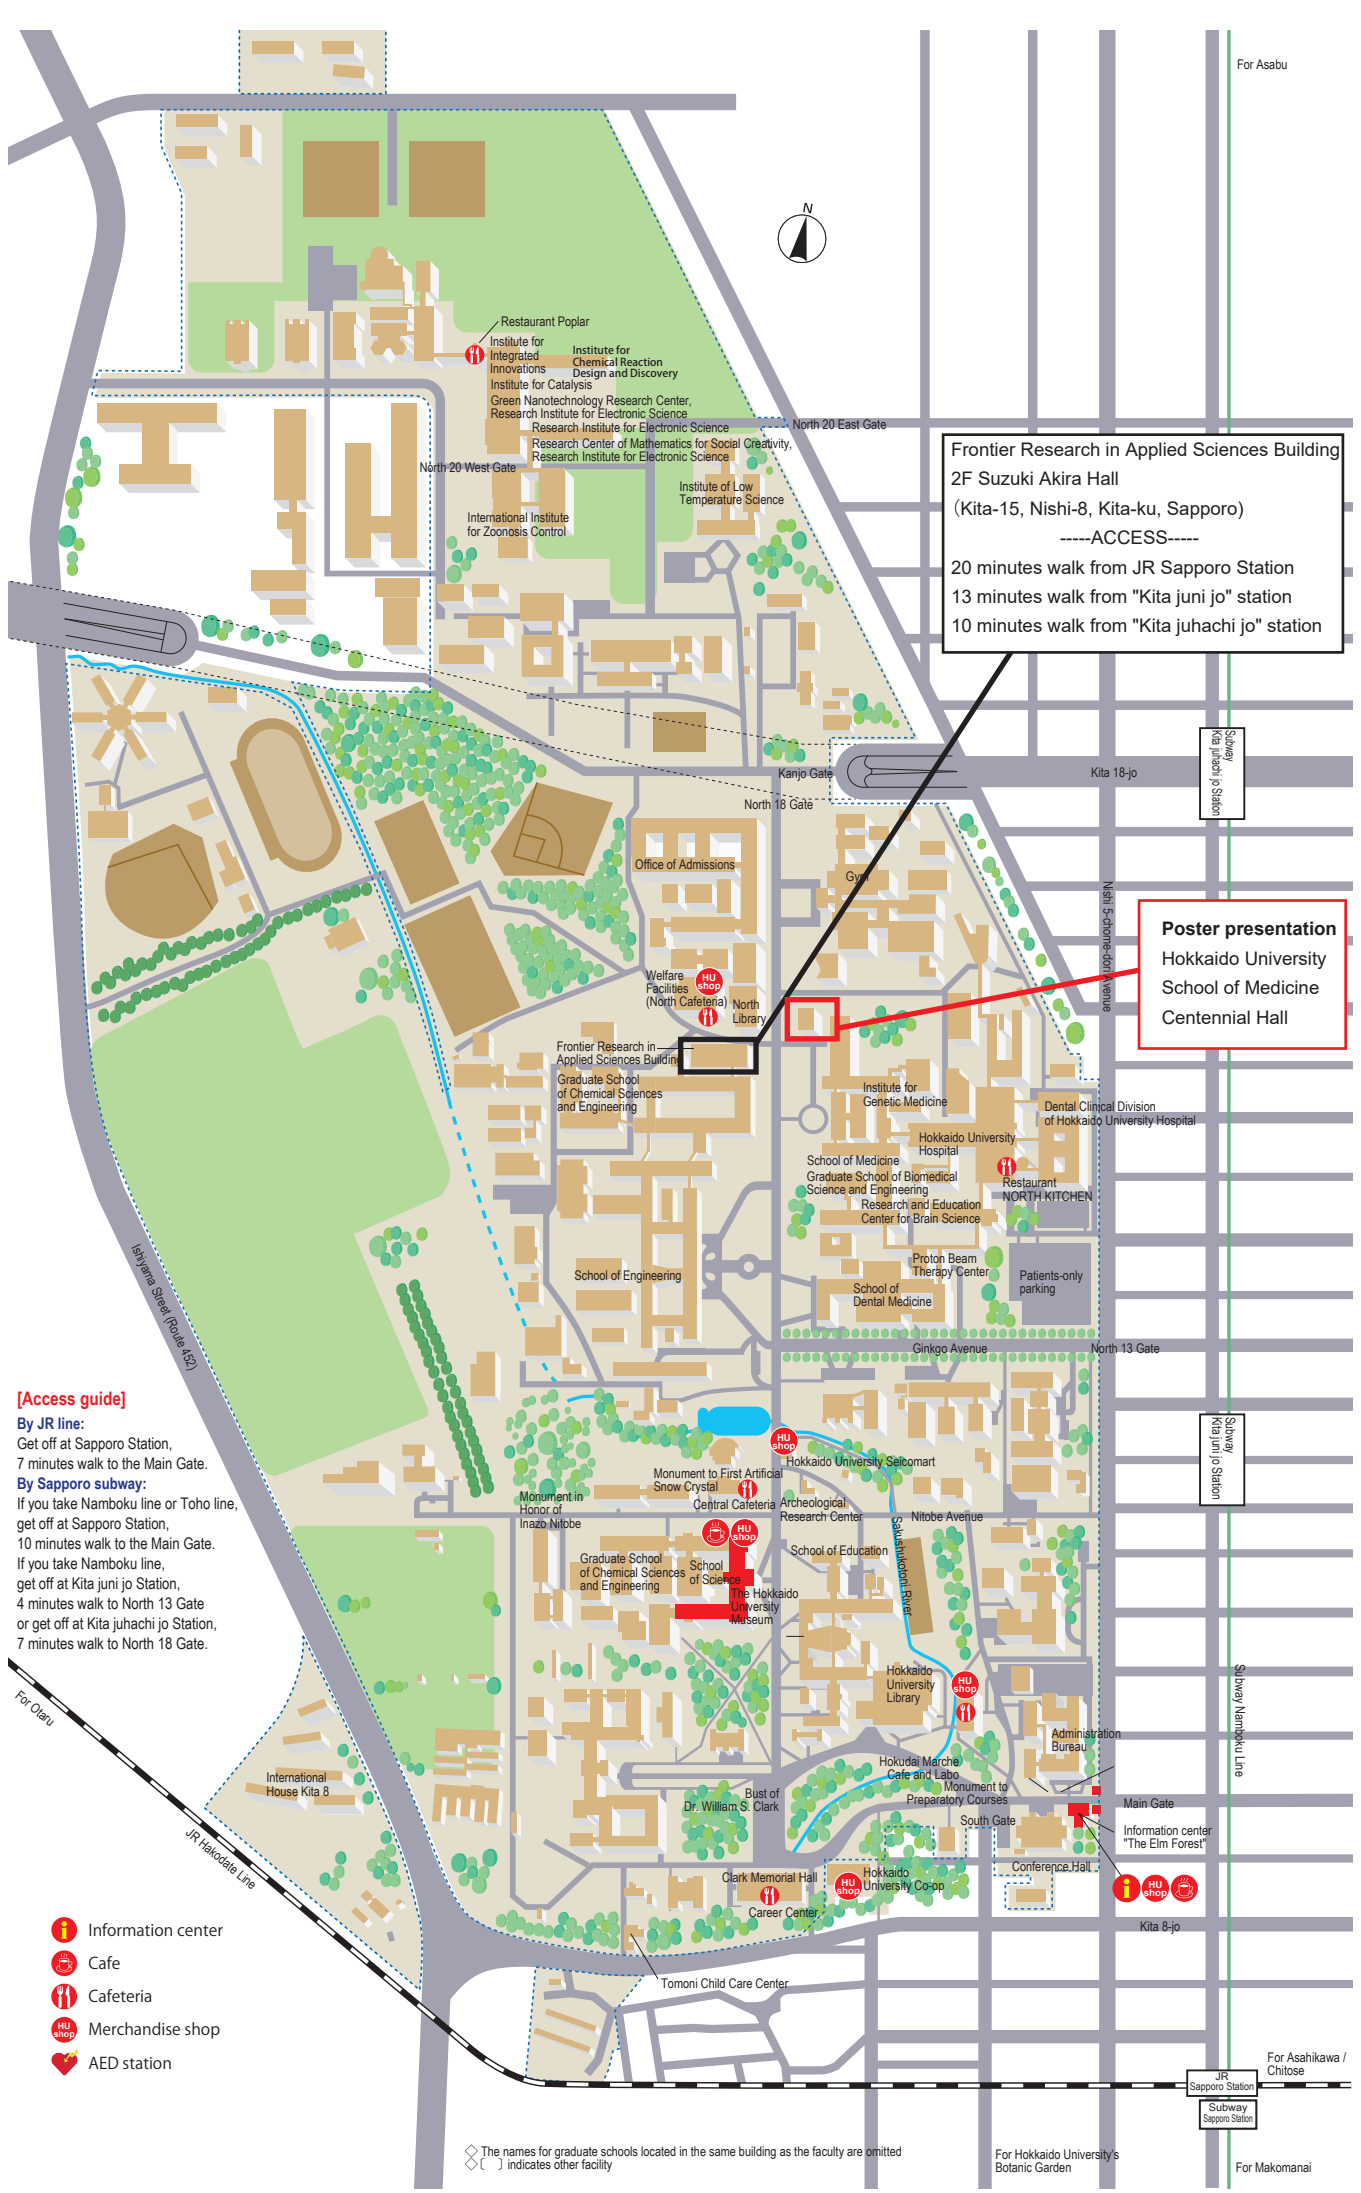 For Asabu
N
Restaurant Poplar
Institute for
Integrated
Innovations
Institute for
Chemical Reaction
Design and Discovery
Institute for Catalysis
Green Nanotechnology Research Center,
Research Institute for Electronic Science
Research Institute for Electronic Science
Research Center of Mathematics for Social Creativity,
Research Institute for Electronic Science
North 20 East Gate
North 20 West Gate
Institute of Low
Temperature Science
International Institute
for Zoonosis Control
Frontier Research in Applied Sciences Building
2F Suzuki Akira Hall
（Kita-15, Nishi-8, Kita-ku, Sapporo)
-----ACCESS-----
20 minutes walk from JR Sapporo Station
13 minutes walk from "Kita juni jo" station
10 minutes walk from "Kita juhachi jo" station
Subway
Kita juhachi jo Station
Kanjo Gate
Kita 18-jo
North 18 Gate
Office of Admissions
Gym
Nishi 5-chome-dori Avenue
Poster presentation
Hokkaido University
School of Medicine
Centennial Hall
Welfare
Facilities
(North Cafeteria)
HU
shop
North
Library
Frontier Research in
Applied Sciences Building
Graduate School
of Chemical Sciences
and Engineering
Institute for
Genetic Medicine
Dental Clinical Division
of Hokkaido University Hospital
Hokkaido University
Hospital
School of Medicine
Graduate School of Biomedical
Science and Engineering
Restaurant
NORTH KITCHEN
Research and Education
Center for Brain Science
Proton Beam
Therapy Center
Patients-only
parking
School of Engineering
School of
Dental Medicine
Ishiyama Street (Route 452)
Ginkgo Avenue
North 13 Gate
[Access guide]
By JR line:
Get off at Sapporo Station,
7 minutes walk to the Main Gate.
By Sapporo subway:
If you take Namboku line or Toho line,
get off at Sapporo Station,
10 minutes walk to the Main Gate.
If you take Namboku line,
get off at Kita juni jo Station,
4 minutes walk to North 13 Gate
or get off at Kita juhachi jo Station,
7 minutes walk to North 18 Gate.
Subway
Kita juni jo Station
HU
shop
Hokkaido University Seicomart
Monument to First Artificial
Snow Crystal
Central Cafeteria
Archeological
Research Center
Monument in
Honor of
Inazo Nitobe
Nitobe Avenue
Sakushukotoni River
HU
shop
School of Education
Graduate School
of Chemical Sciences
and Engineering
School
of Science
The Hokkaido
University
Museum
Hokkaido
University
Library
HU
shop
Subway Namboku Line
For Otaru
Administration
Bureau
Hokudai Marche
Cafe and Labo
Monument to
Preparatory Courses
International
House Kita 8
Bust of
Dr. William S. Clark
Main Gate
South Gate
Information center
"The Elm Forest"
JR Hakodate Line
Conference Hall
Clark Memorial Hall
HU
shop
Hokkaido
University Co-op
i
HU
shop
Career Center
Kita 8-jo
i Information center
Cafe
Cafeteria
HU
shop
Merchandise shop
AED station
Tomoni Child Care Center
For Asahikawa /
Chitose
JR
Sapporo Station
Subway
Sapporo Station
◇ The names for graduate schools located in the same building as the faculty are omitted
◇〔　〕indicates other facility
For Hokkaido University's
Botanic Garden
For Makomanai